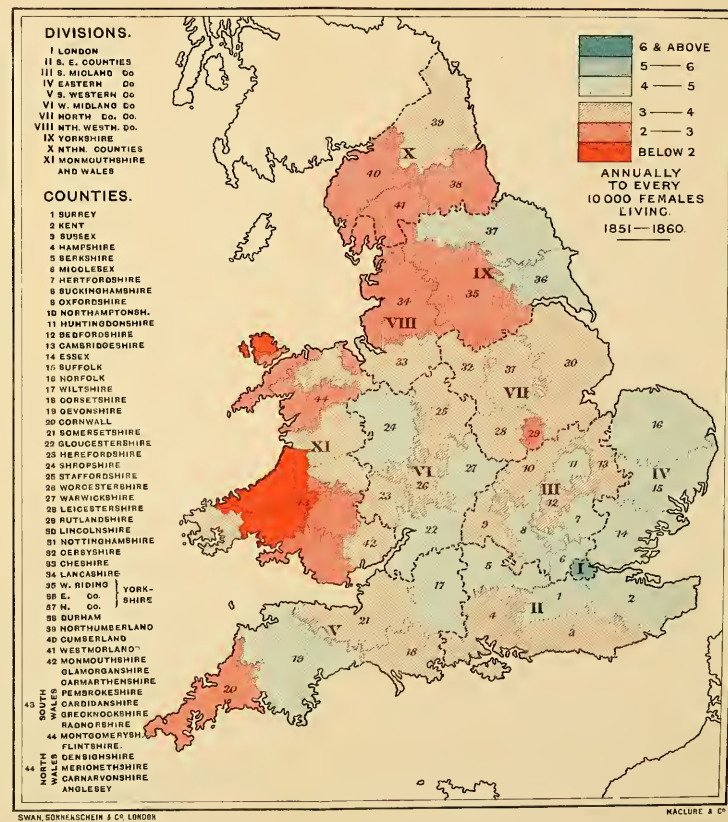 DIVISIONS.
I LONDON
II S. E. COUNTIES
III S. MIDLAND Do
IV EASTERN Do
V S. WESTERN Do
VI W. MIDLAND Do
VII NORTH Do. Do.
VIII NTH. WESTN. Do.
IX YORKSHIRE
X NTHN. COUNTIES
XI MONMOUTHSHIRE
AND WALES
COUNTIES.
1 SURREY
2 KENT
3 SUSSEX
4 HAMPSHIRE
5 BERKSHIRE
6 MIDDLESEX
7 HERTFORDSHIRE
8 BUCKINGHAMSHIRE
9 OXFORDSHIRE
10 NORTHAMPTONSH.
11 HUNTINGDONSHIRE
12 BEDFORDSHIRE
13 CAMBRIDGESHIRE
14 ESSEX
15 SUFFOLK
16 NORFOLK
17 WILTSHIRE
18 DORSETSHIRE
19 DEVONSHIRE
20 CORNWALL
21 SOMERSETSHIRE
22 GLOUCESTERSHIRE
23 HEREFORDSHIRE
24 SHROPSHIRE
25 STAFFORDSHIRE
26 WORCESTERSHIRE
27 WARWICKSHIRE
28 LEICESTERSHIRE
29 RUTLANDSHIRE
30 LINCOLNSHIRE
31 NOTTINGHAMSHIRE
32 DERBYSHIRE
33 CHESHIRE
34 LANCASHIRE
35 W. RIDING
36 E. DO.
37 N. DO.
YORK-
SHIRE
38 DURHAM
39 NORTHUMBERLAND
40 CUMBERLAND
41 WESTMORLAND
42 MONMOUTHSHIRE
43 SOUTH WALES
GLAMORGANSHIRE
CARMARTHENSHIRE
PEMBROKESHIRE
CARDIGANSHIRE
BRECKNOCKSHIRE
RADNORSHIRE
44 MONTGOMERYSH.
FLINTSHIRE.
44 NORTH WALES
DENBIGHSHIRE
MERIONETHSHIRE
CARNARVONSHIRE
ANGLESEY
6 & ABOVE
5 — 6
4 — 5
3 — 4
2 — 3
BELOW 2
ANNUALLY
TO EVERY
10 000 FEMALES
LIVING.
1851—1860.
39
X
40
38
41
37
IX
36
34
35
VIII
33
32
31
30
VII
44
25
24
28
29
16
XI
VI
26
27
10
11
13
IV
15
III
12
43
23
9
8
7
14
42
22
6
I
5
1
2
17
II
V
21
4
3
18
19
20
SWAN, SONNENSCHEIN & Co, LONDON
MACLURE & Co